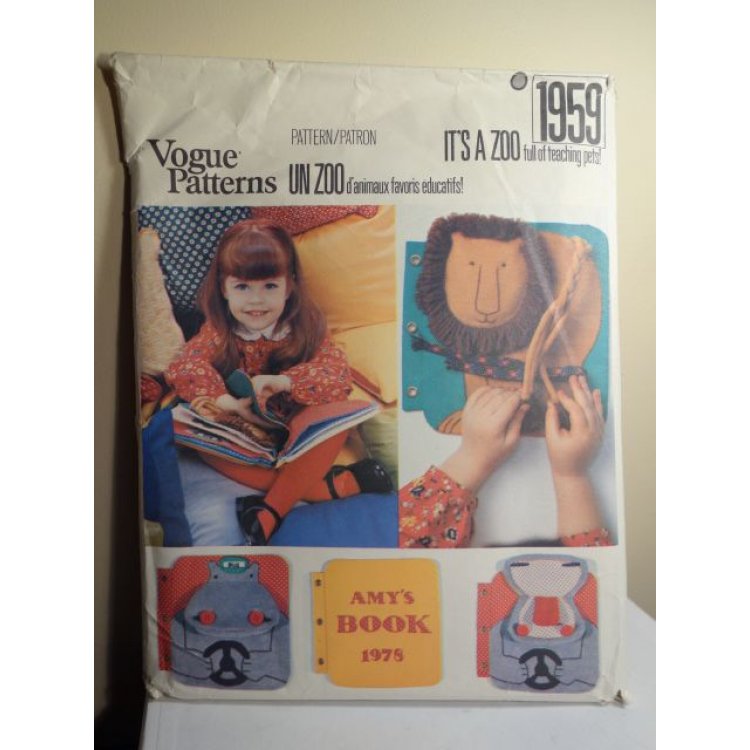 1959
Vogue
Patterns
PATTERN/PATRON
IT'S A ZOO full of teaching pets!
UN ZOO d'animaux favoris educatifs!
AMY'S
BOOK
1978